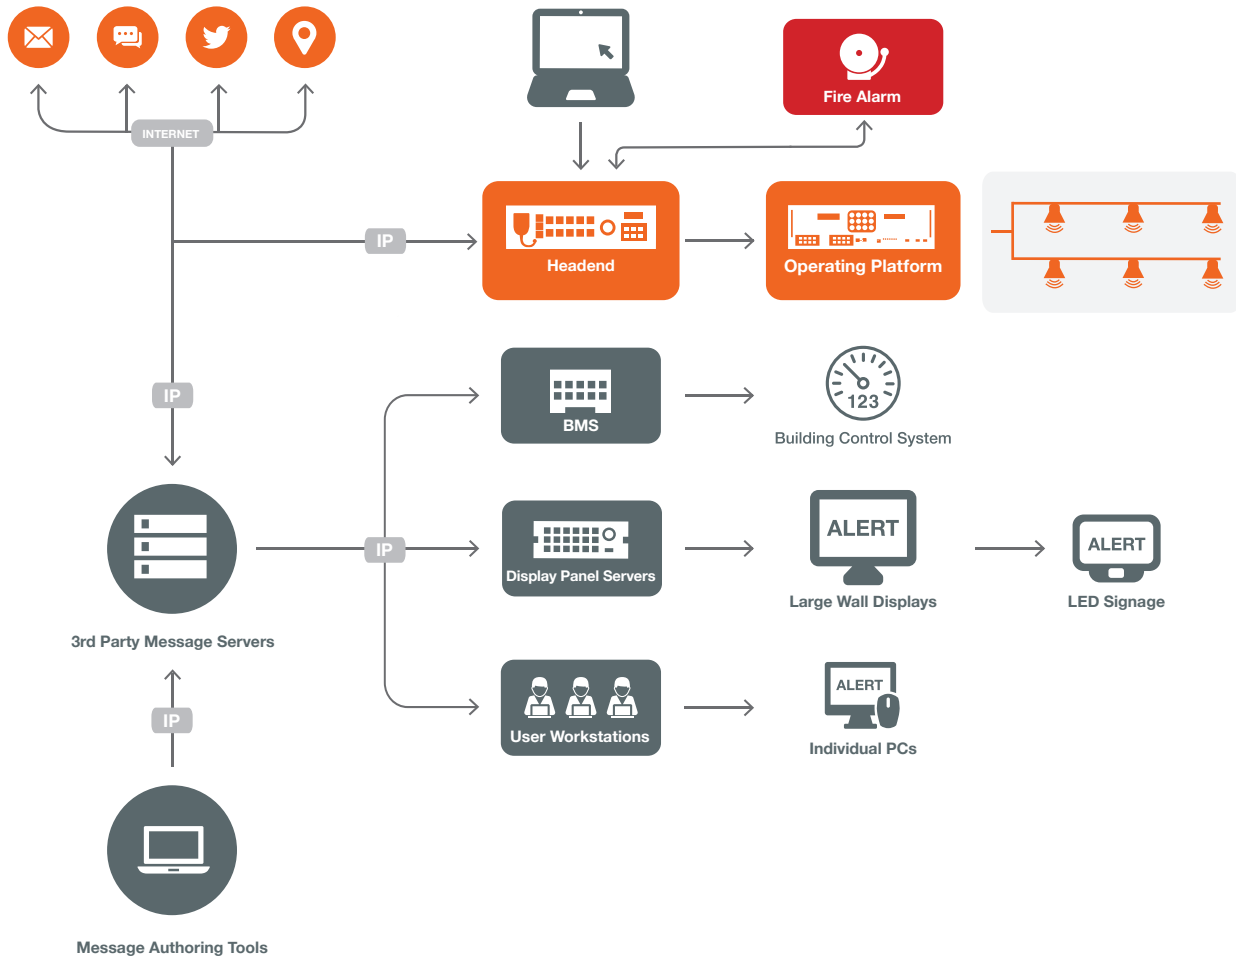 INTERNET
Fire Alarm
IP
Headend
Operating Platform
IP
BMS
123
Building Control System
IP
Display Panel Servers
ALERT
Large Wall Displays
ALERT
LED Signage
3rd Party Message Servers
IP
User Workstations
ALERT
Individual PCs
Message Authoring Tools